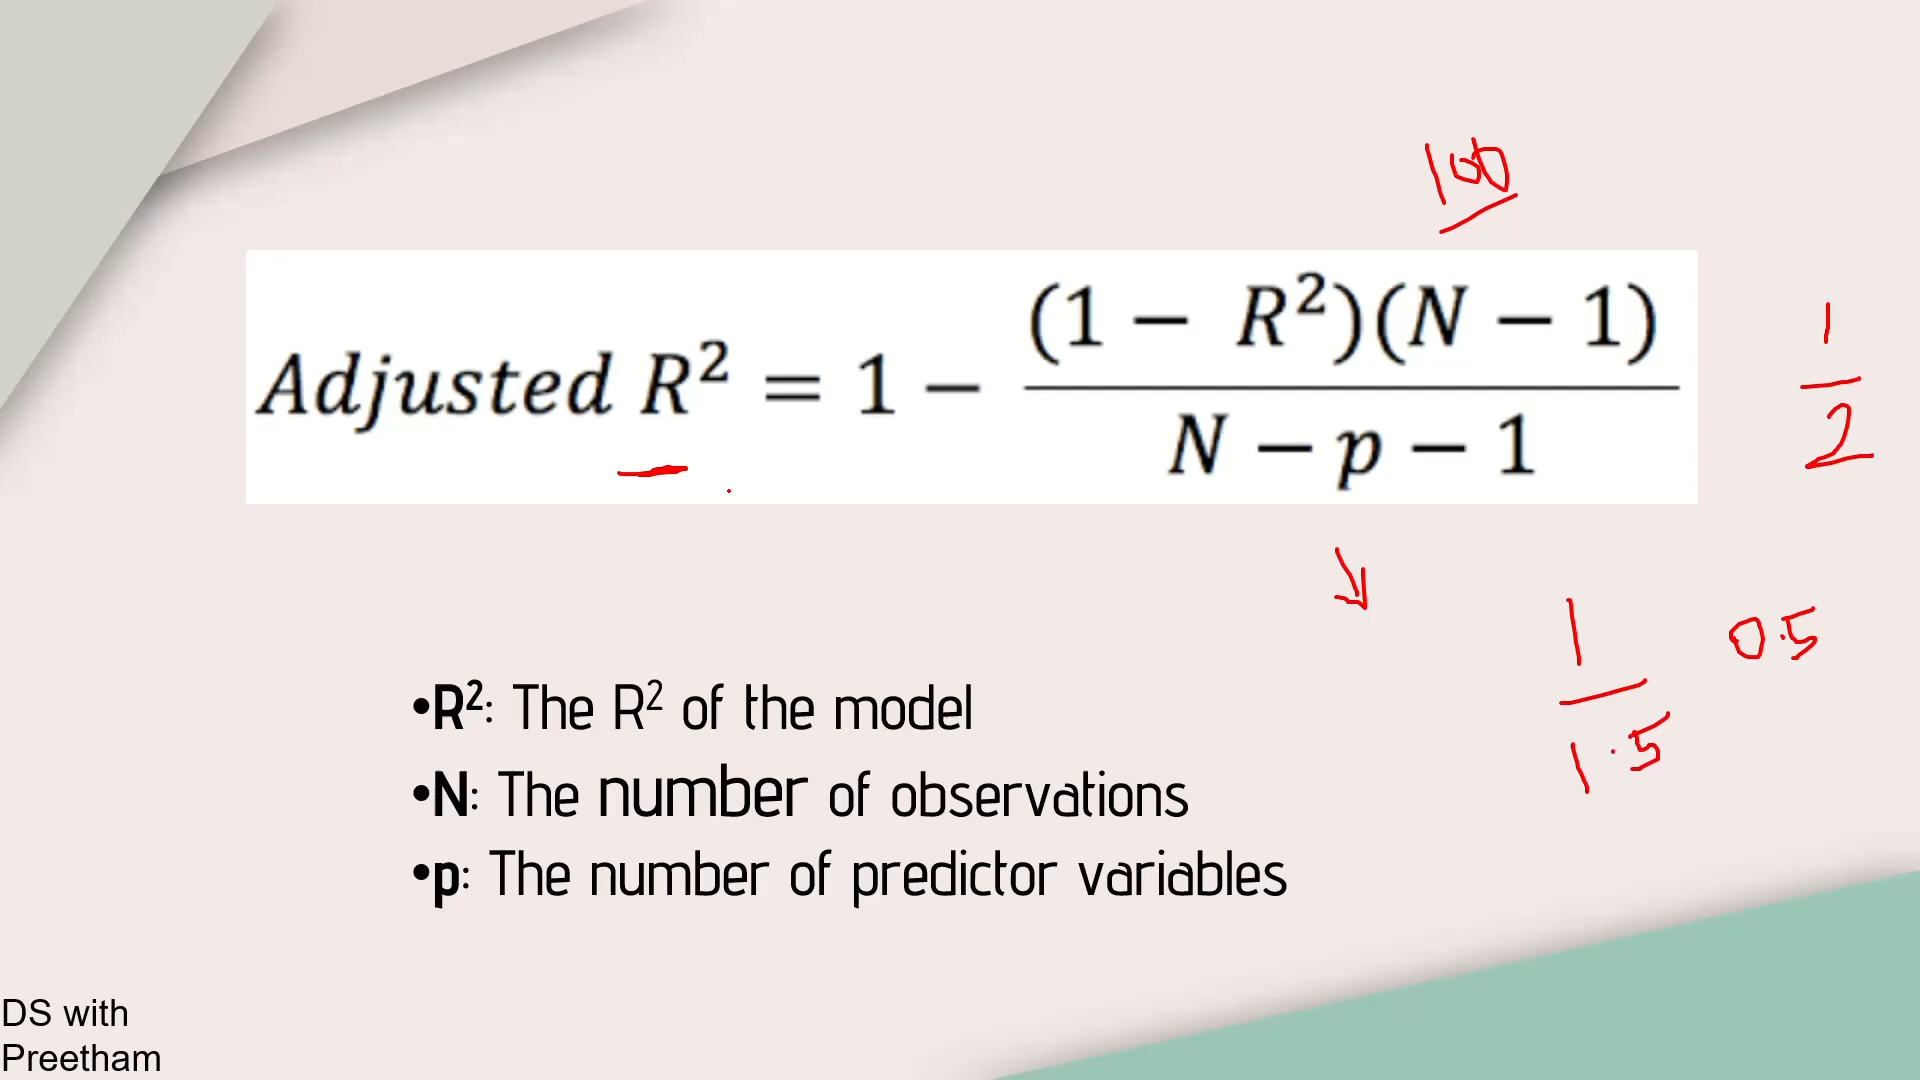 100
Adjusted R² = 1 − (1 − R²)(N − 1) / N − p − 1
1/2
1/1.5
0.5
•R²: The R² of the model
•N: The number of observations
•p: The number of predictor variables
DS with
Preetham